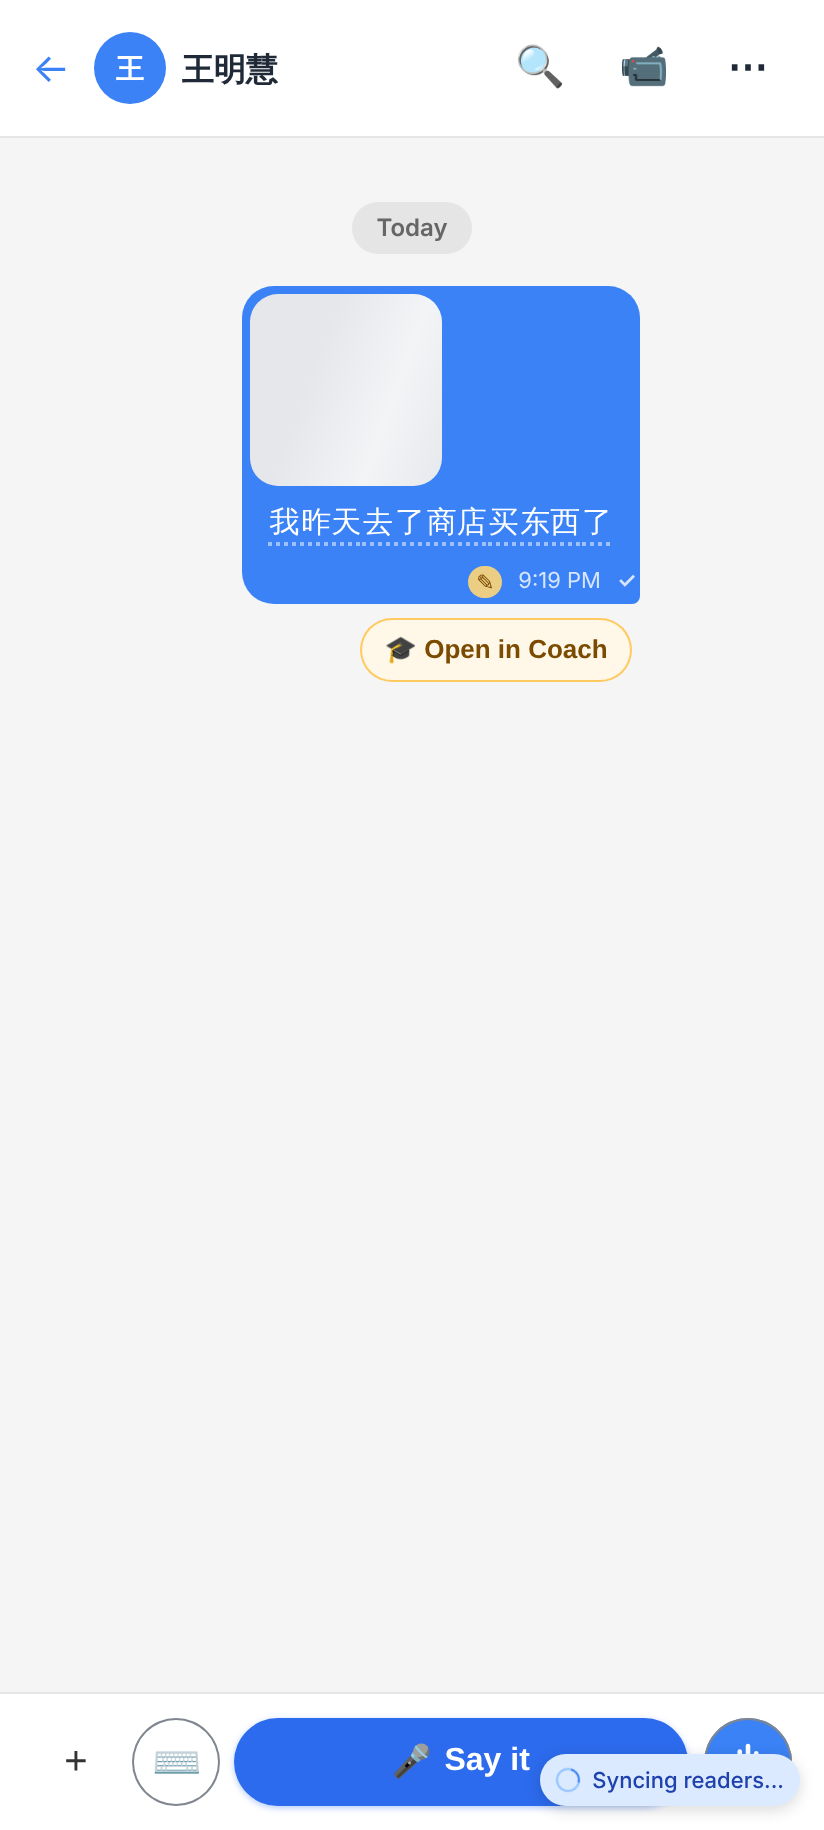 王 王明慧
Today
我昨天去了商店买东西了
9:19 PM
Open in Coach
Say it
Syncing readers...